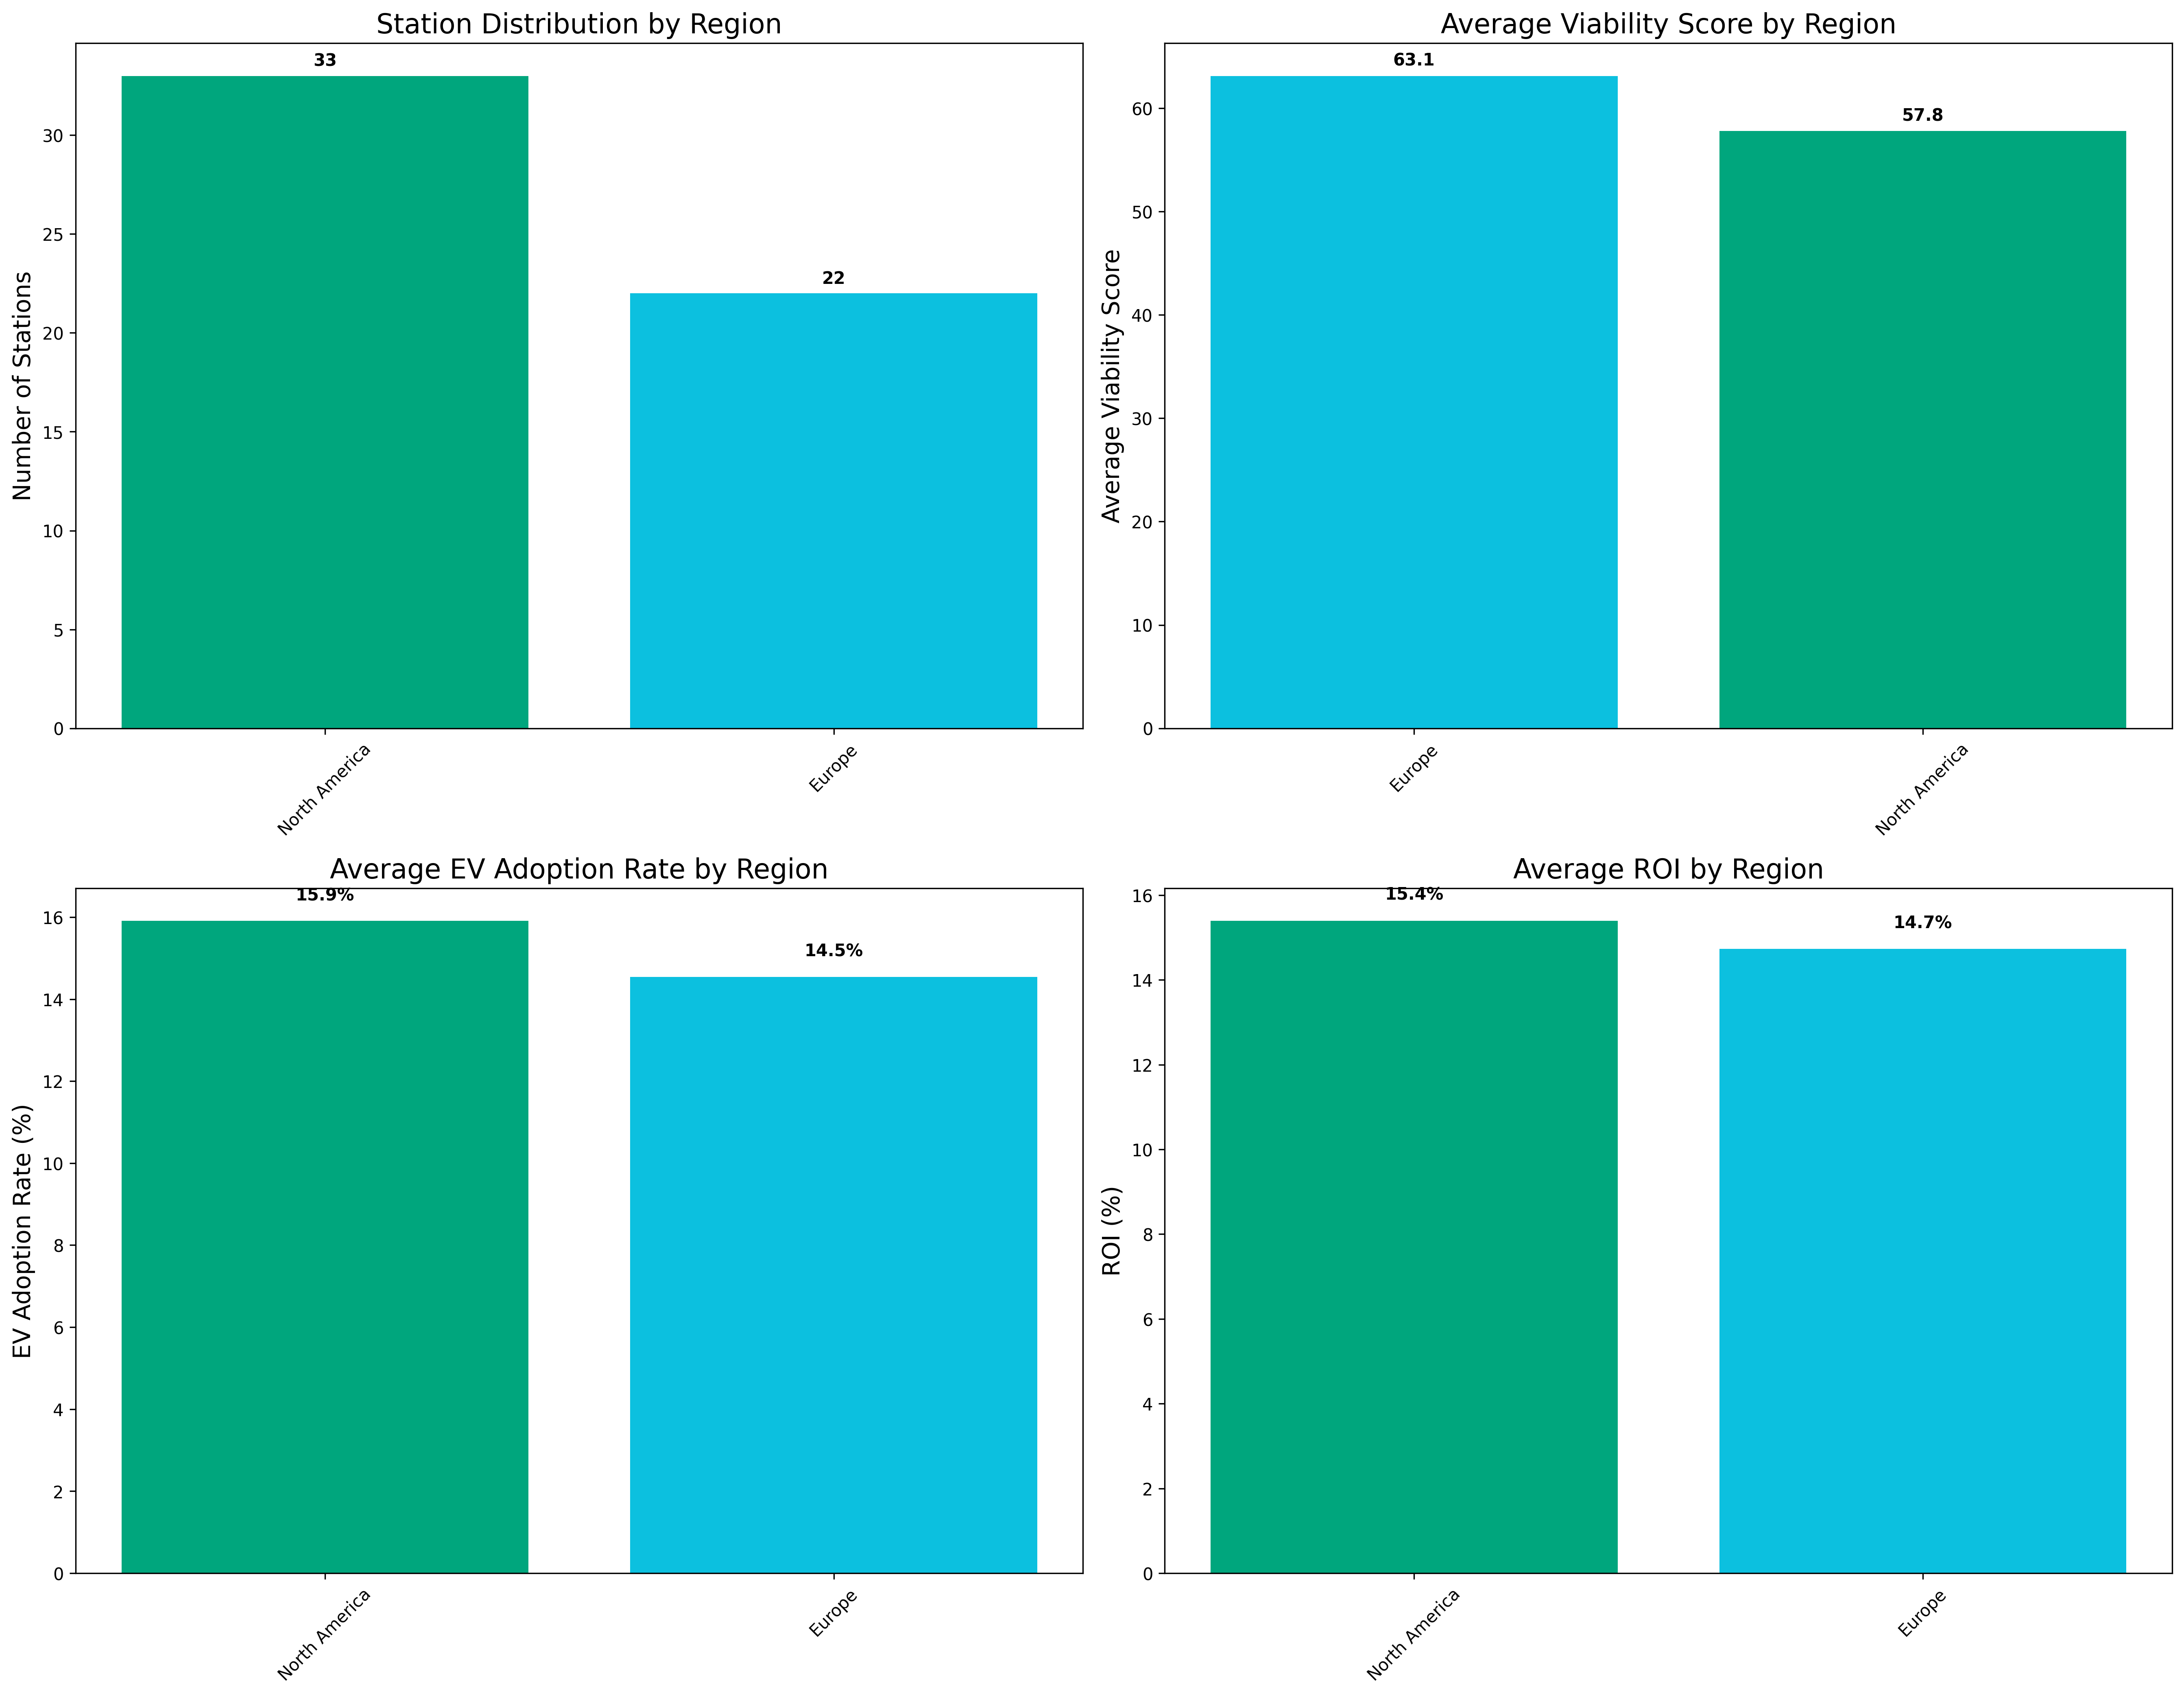 Station Distribution by Region
Number of Stations
30
25
20
15
10
5
0
33
22
North America
Europe
Average Viability Score by Region
Average Viability Score
60
50
40
30
20
10
0
63.1
57.8
Europe
North America
Average EV Adoption Rate by Region
EV Adoption Rate (%)
16
14
12
10
8
6
4
2
0
15.9%
14.5%
North America
Europe
Average ROI by Region
ROI (%)
16
14
12
10
8
6
4
2
0
15.4%
14.7%
North America
Europe